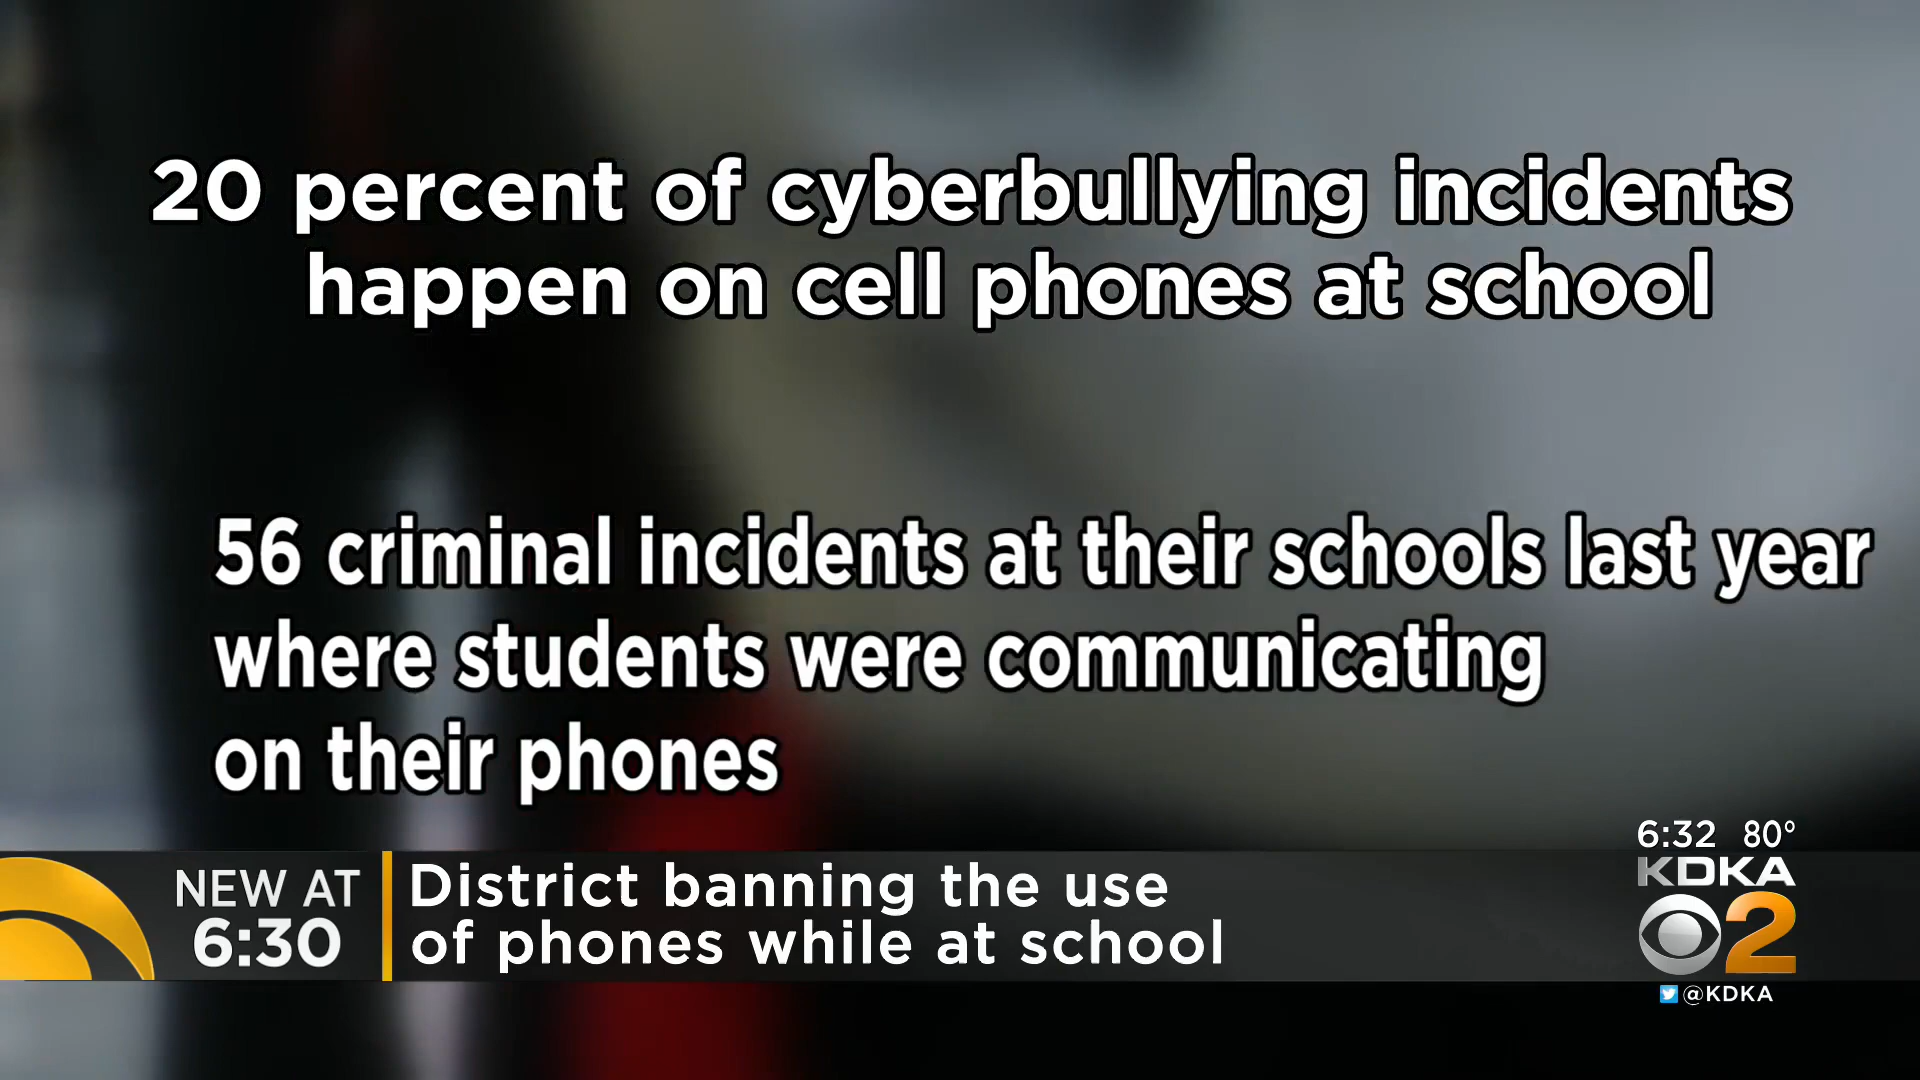 20 percent of cyberbullying incidents
happen on cell phones at school
56 criminal incidents at their schools last year
where students were communicating
on their phones
NEW AT
6:30
District banning the use
of phones while at school
6:32 80°
KDKA
2
@KDKA